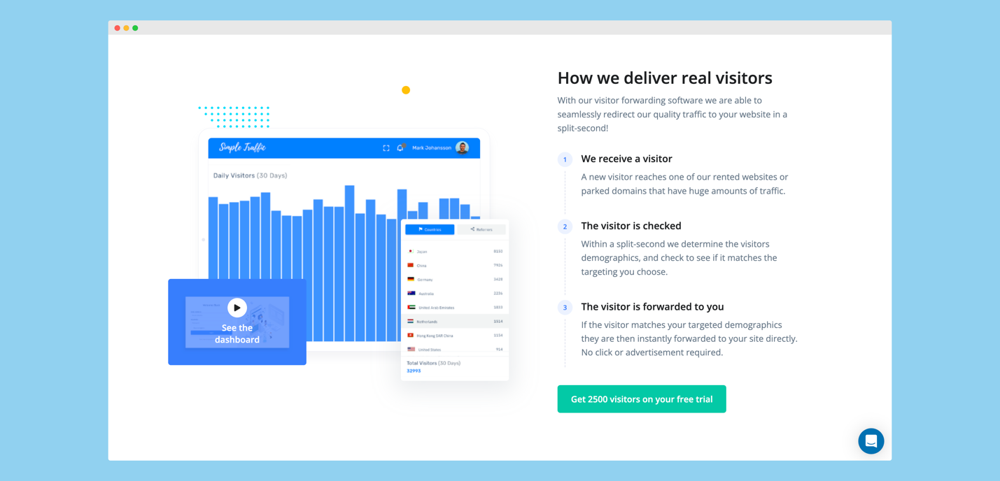 How we deliver real visitors
With our visitor forwarding software we are able to
seamlessly redirect our quality traffic to your website in a
split-second!
1
We receive a visitor
A new visitor reaches one of our rented websites or
parked domains that have huge amounts of traffic.
2
The visitor is checked
Within a split-second we determine the visitors
demographics, and check to see if it matches the
targeting you choose.
3
The visitor is forwarded to you
If the visitor matches your targeted demographics
they are then instantly forwarded to your site directly.
No click or advertisement required.
Get 2500 visitors on your free trial
Simple Traffic
Mark Johansson
Daily Visitors (30 Days)
Countries Referrers
Japan 8152
China 7926
Germany 3428
Australia 2236
United Arab Emirates 1833
Netherlands 1514
Hong Kong SAR China 1154
United States 914
Total Visitors (30 Days)
32993
See the
dashboard